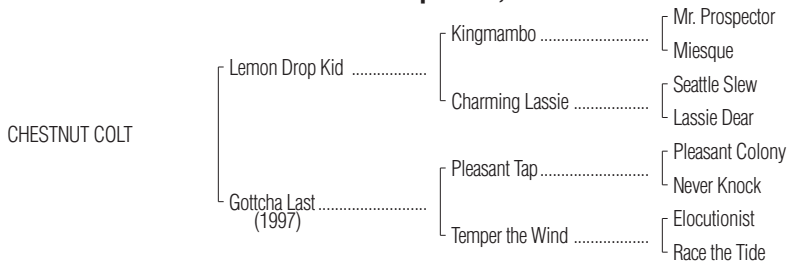 Mr. Prospector
Kingmambo ..........................
Miesque
Lemon Drop Kid ..................
Seattle Slew
Charming Lassie ..................
Lassie Dear
CHESTNUT COLT
Pleasant Colony
Pleasant Tap..........................
Never Knock
Gottcha Last..........................
(1997)
Elocutionist
Temper the Wind ..................
Race the Tide